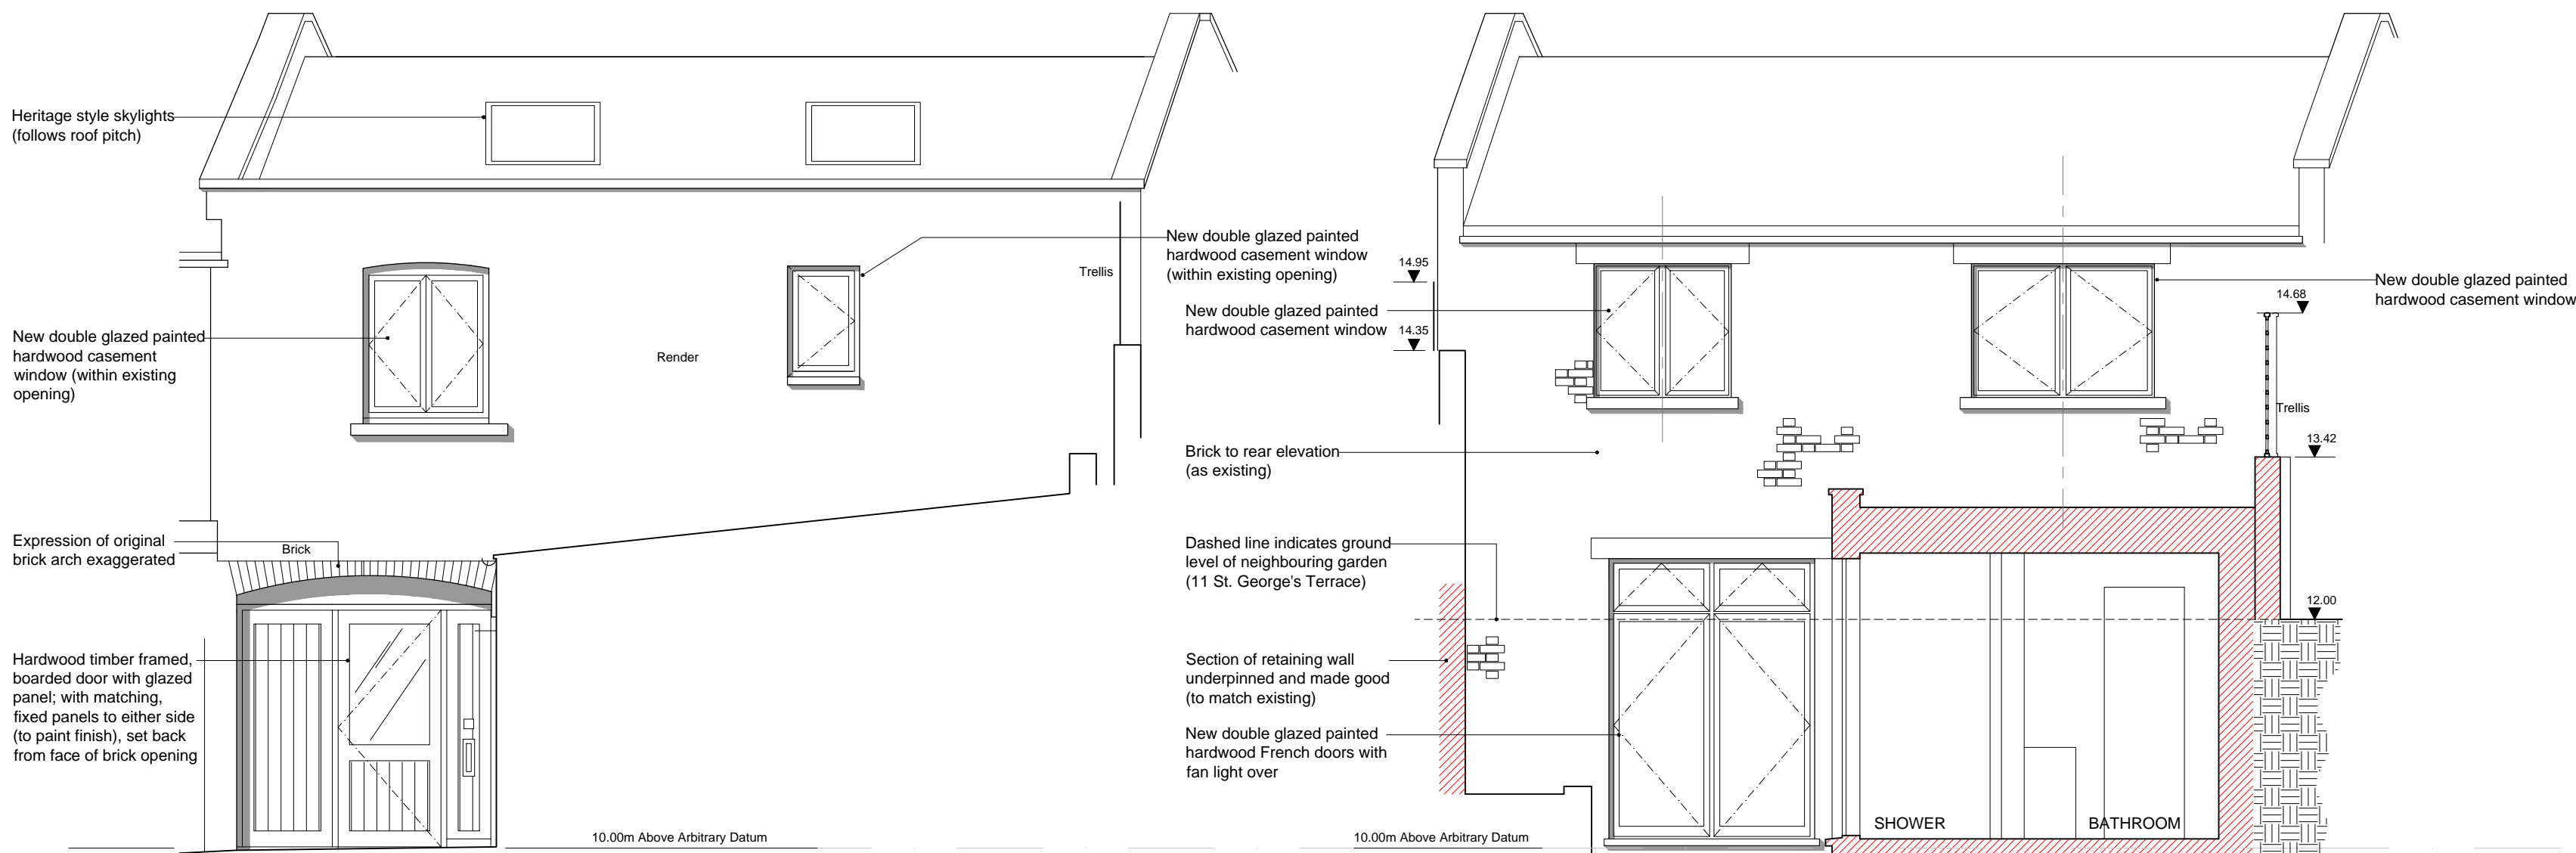 Heritage style skylights
(follows roof pitch)
New double glazed painted
hardwood casement
window (within existing
opening)
Expression of original
brick arch exaggerated
Hardwood timber framed,
boarded door with glazed
panel; with matching,
fixed panels to either side
(to paint finish), set back
from face of brick opening
Brick
Render
Trellis
10.00m Above Arbitrary Datum
New double glazed painted
hardwood casement window
(within existing opening)
New double glazed painted
hardwood casement window
14.95
14.35
Brick to rear elevation
(as existing)
Dashed line indicates ground
level of neighbouring garden
(11 St. George's Terrace)
Section of retaining wall
underpinned and made good
(to match existing)
New double glazed painted
hardwood French doors with
fan light over
10.00m Above Arbitrary Datum
New double glazed painted
hardwood casement window
14.68
Trellis
13.42
12.00
SHOWER
BATHROOM